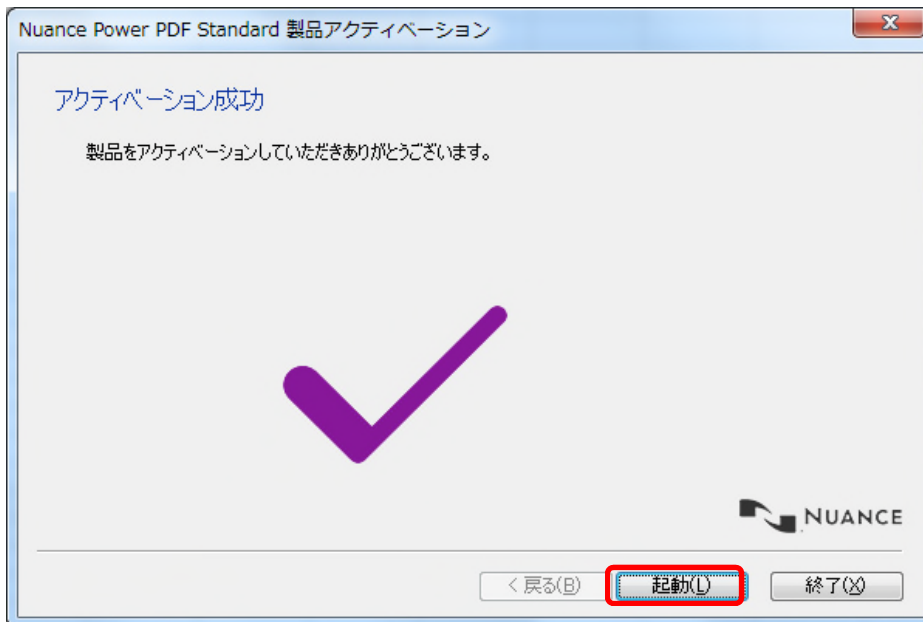 Nuance Power PDF Standard 製品アクティベーション
アクティベーション成功
製品をアクティベーションしていただきありがとうございます。
NUANCE
< 戻る(B) 起動(L) 終了(X)